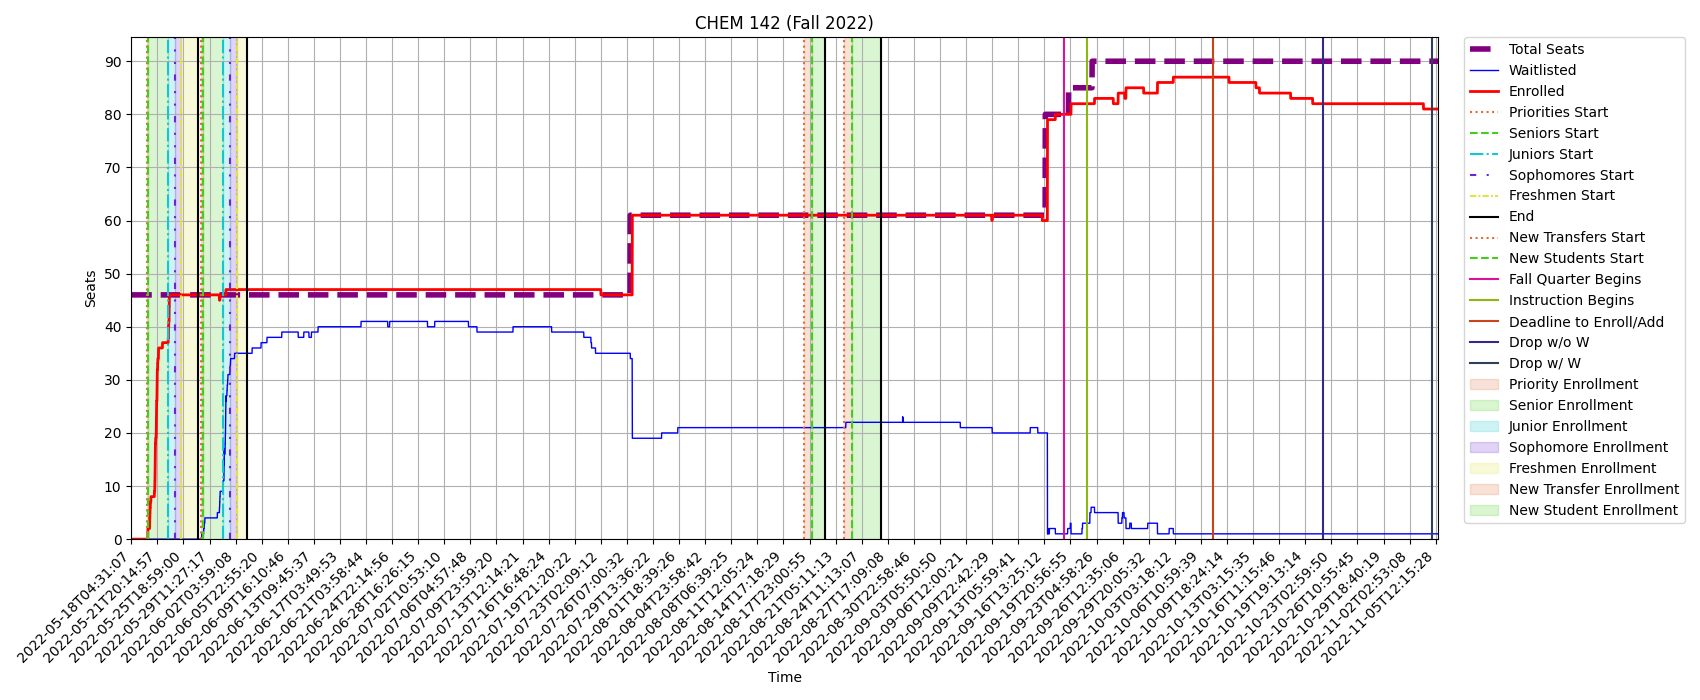 CHEM 142 (Fall 2022)
90
80
70
60
50
40
30
20
10
0
Seats
2022-05-18T04:31:07
2022-05-21T20:14:57
2022-05-25T18:59:00
2022-05-29T11:27:17
2022-06-02T03:59:08
2022-06-05T22:55:20
2022-06-09T16:10:46
2022-06-13T09:45:37
2022-06-17T03:49:53
2022-06-21T03:58:44
2022-06-24T22:14:56
2022-06-28T16:26:15
2022-07-02T10:53:10
2022-07-06T04:57:48
2022-07-09T23:59:20
2022-07-13T12:14:21
2022-07-16T16:48:24
2022-07-19T21:20:22
2022-07-23T02:09:12
2022-07-26T07:00:32
2022-07-29T13:36:22
2022-08-01T18:39:26
2022-08-04T23:58:42
2022-08-08T06:39:25
2022-08-11T12:05:24
2022-08-14T17:18:29
2022-08-17T23:00:55
2022-08-21T05:11:13
2022-08-24T11:13:07
2022-08-27T17:09:08
2022-08-30T22:58:46
2022-09-03T05:50:50
2022-09-06T12:00:21
2022-09-09T22:42:29
2022-09-13T05:59:41
2022-09-16T13:25:12
2022-09-19T20:56:55
2022-09-23T04:58:26
2022-09-26T12:35:06
2022-09-29T20:05:32
2022-10-03T03:18:12
2022-10-06T10:59:39
2022-10-09T18:24:14
2022-10-13T03:15:35
2022-10-16T11:15:46
2022-10-19T19:13:14
2022-10-23T02:59:50
2022-10-26T10:55:45
2022-10-29T18:40:19
2022-11-02T02:53:08
2022-11-05T12:15:28
Time
Total Seats
Waitlisted
Enrolled
Priorities Start
Seniors Start
Juniors Start
Sophomores Start
Freshmen Start
End
New Transfers Start
New Students Start
Fall Quarter Begins
Instruction Begins
Deadline to Enroll/Add
Drop w/o W
Drop w/ W
Priority Enrollment
Senior Enrollment
Junior Enrollment
Sophomore Enrollment
Freshmen Enrollment
New Transfer Enrollment
New Student Enrollment